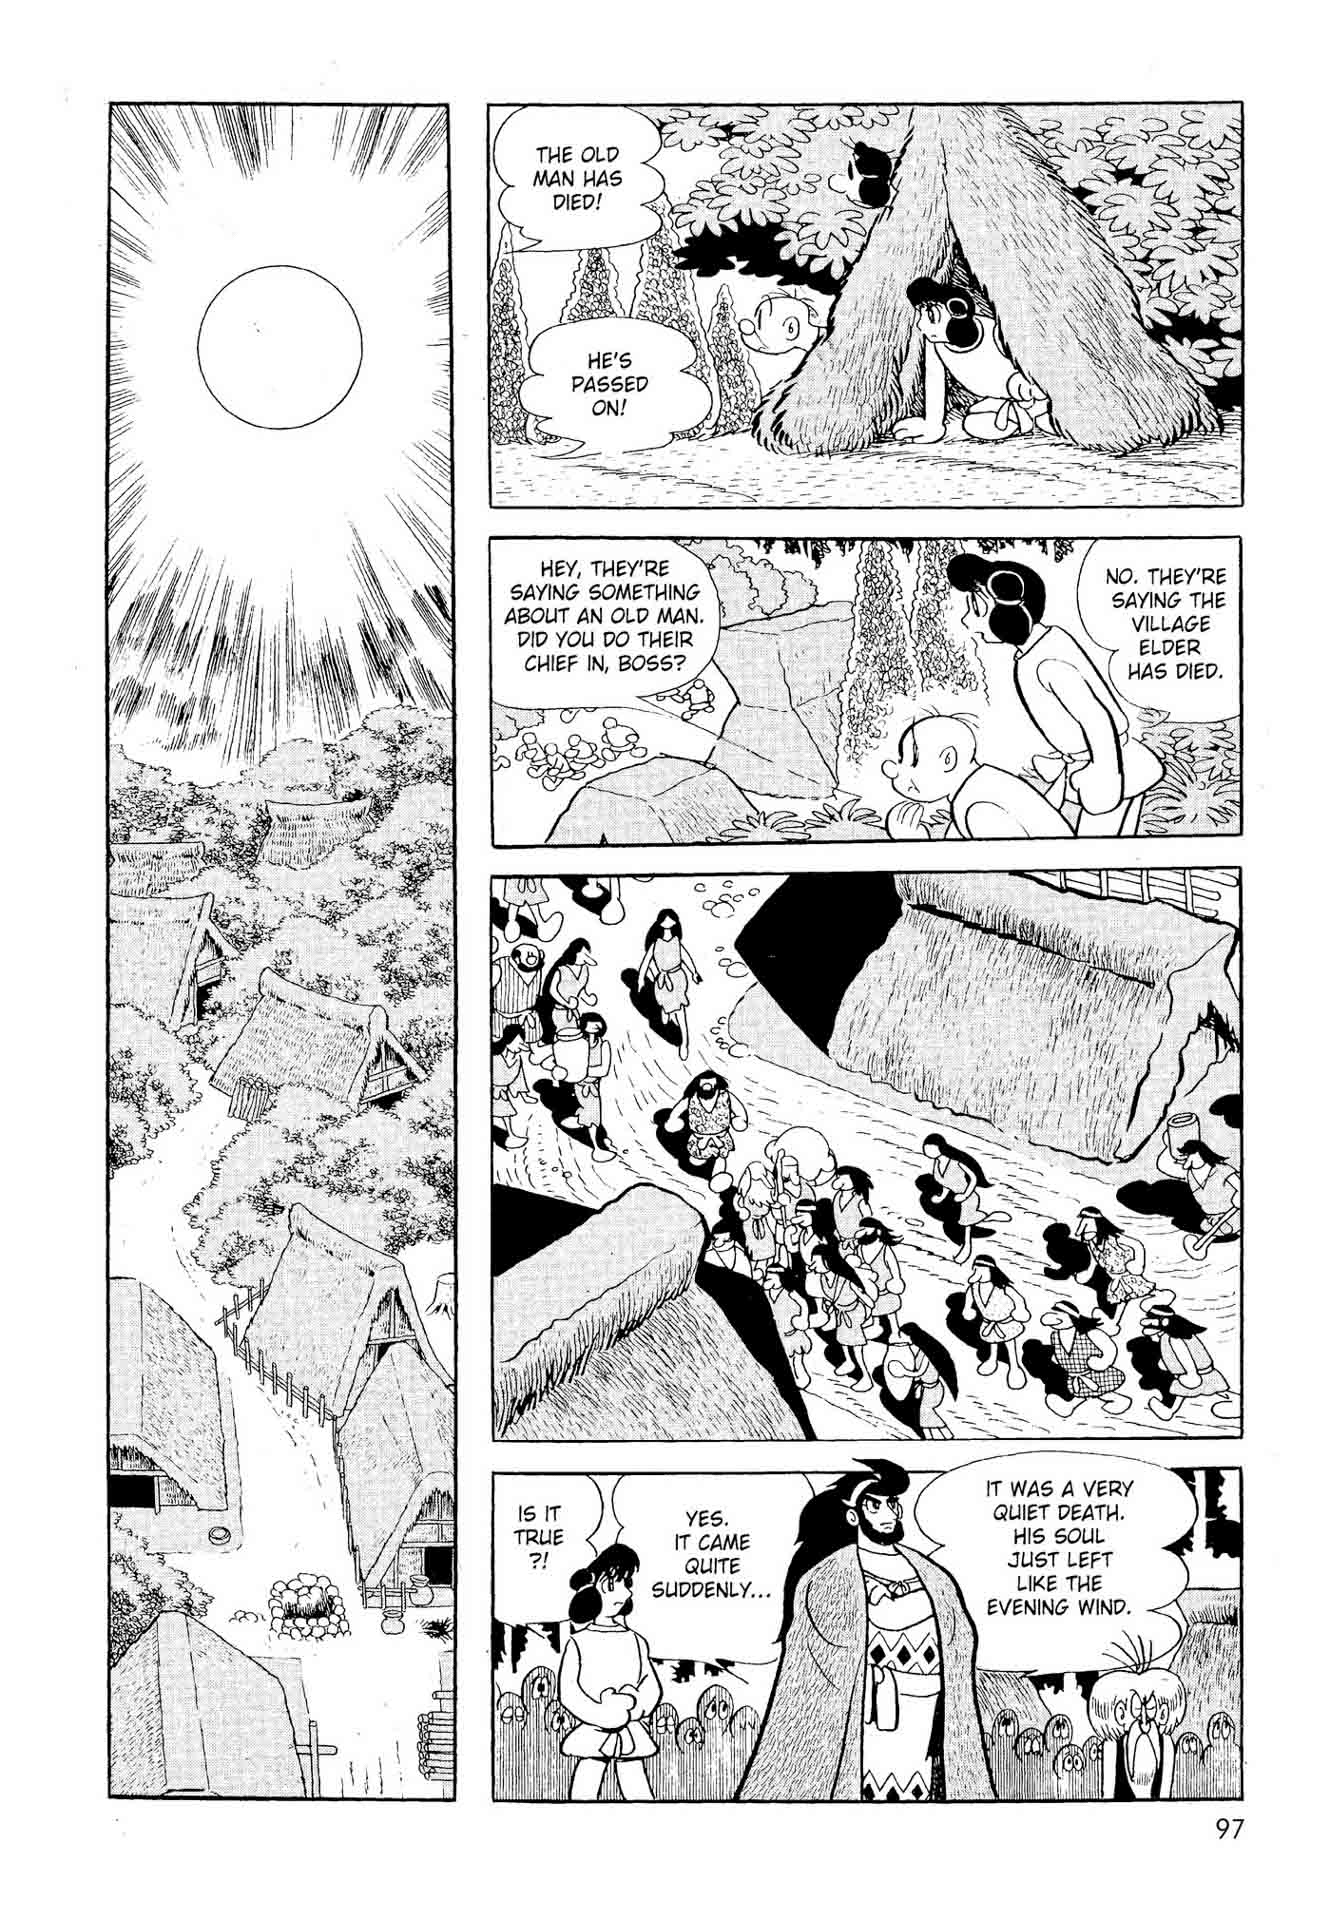 THE OLD
MAN HAS
DIED!
HE'S
PASSED
ON!
HEY, THEY'RE
SAYING SOMETHING
ABOUT AN OLD MAN.
DID YOU DO THEIR
CHIEF IN, BOSS?
NO. THEY'RE
SAYING THE
VILLAGE
ELDER
HAS DIED.
IS IT
TRUE
?!
YES.
IT CAME
QUITE
SUDDENLY...
IT WAS A VERY
QUIET DEATH.
HIS SOUL
JUST LEFT
LIKE THE
EVENING WIND.
97